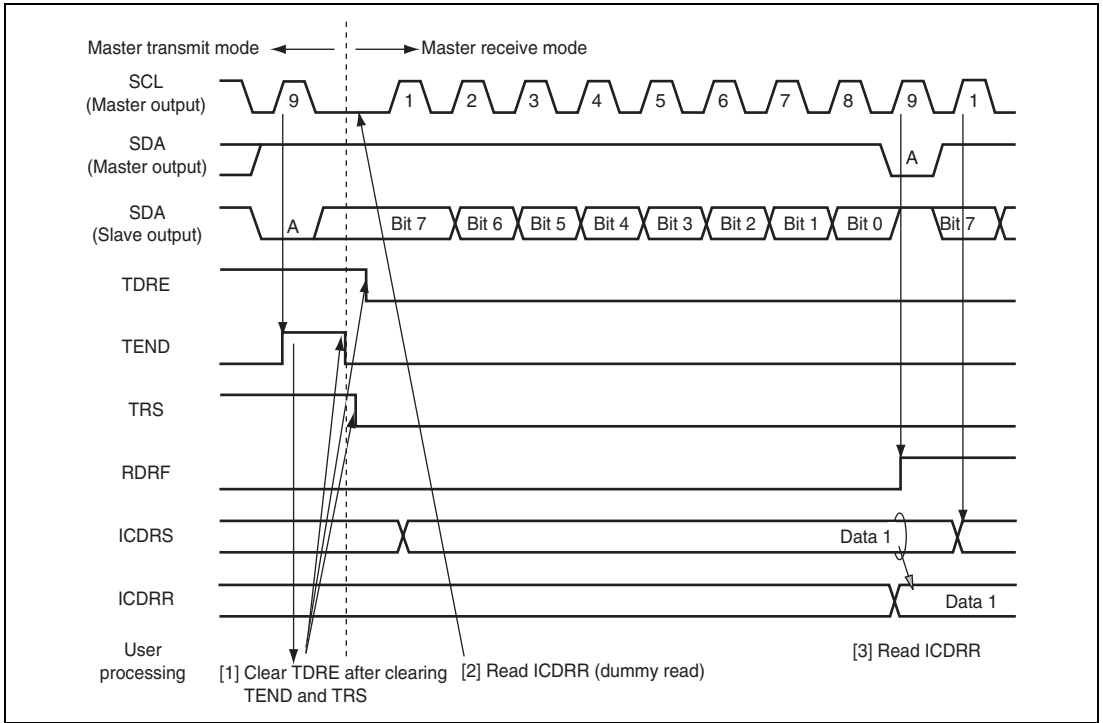 Master transmit mode
Master receive mode
SCL
(Master output)
9
1
2
3
4
5
6
7
8
9
1
SDA
(Master output)
A
SDA
(Slave output)
A
Bit 7
Bit 6
Bit 5
Bit 4
Bit 3
Bit 2
Bit 1
Bit 0
Bit 7
TDRE
TEND
TRS
RDRF
ICDRS
Data 1
ICDRR
Data 1
User
processing
[1] Clear TDRE after clearing
TEND and TRS
[2] Read ICDRR (dummy read)
[3] Read ICDRR